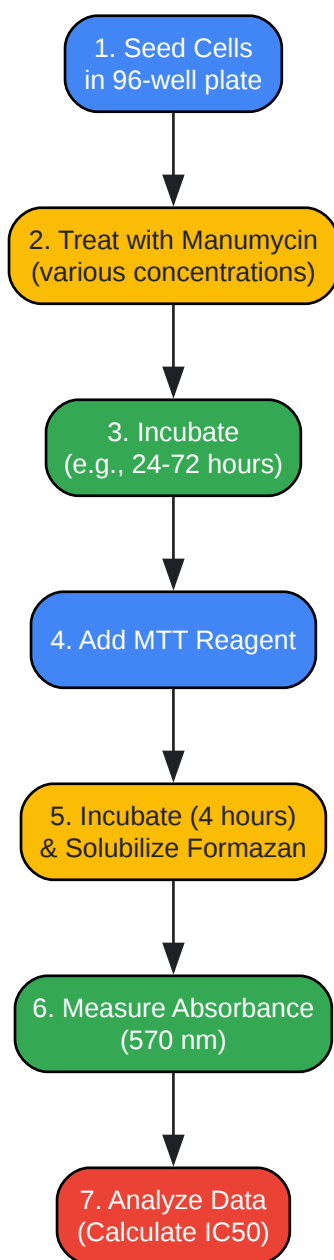 1. Seed Cells
in 96-well plate
2. Treat with Manumycin
(various concentrations)
3. Incubate
(e.g., 24-72 hours)
4. Add MTT Reagent
5. Incubate (4 hours)
& Solubilize Formazan
6. Measure Absorbance
(570 nm)
7. Analyze Data
(Calculate IC50)